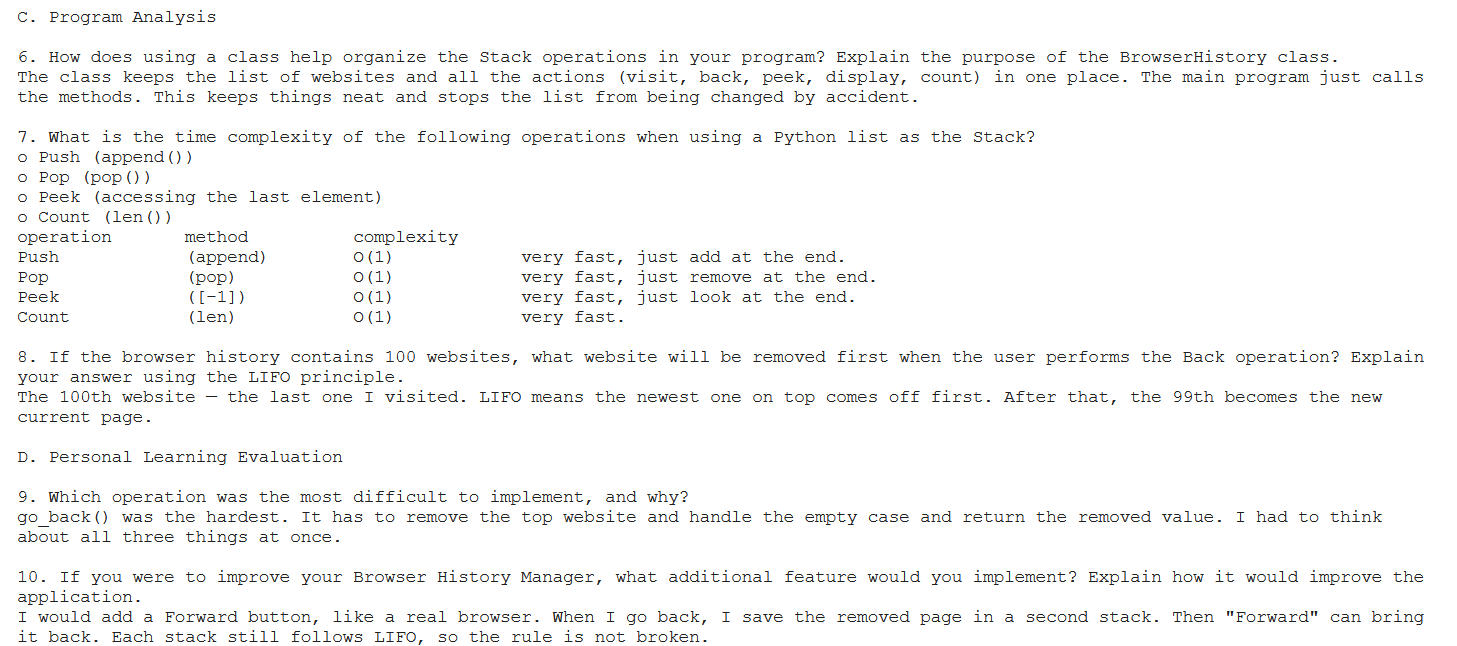 C. Program Analysis
6. How does using a class help organize the Stack operations in your program? Explain the purpose of the BrowserHistory class.
The class keeps the list of websites and all the actions (visit, back, peek, display, count) in one place. The main program just calls
the methods. This keeps things neat and stops the list from being changed by accident.
7. What is the time complexity of the following operations when using a Python list as the Stack?
o Push (append())
o Pop (pop())
o Peek (accessing the last element)
o Count (len())
operation method complexity
Push (append) O(1) very fast, just add at the end.
Pop (pop) O(1) very fast, just remove at the end.
Peek ([-1]) O(1) very fast, just look at the end.
Count (len) O(1) very fast.
8. If the browser history contains 100 websites, what website will be removed first when the user performs the Back operation? Explain
your answer using the LIFO principle.
The 100th website — the last one I visited. LIFO means the newest one on top comes off first. After that, the 99th becomes the new
current page.
D. Personal Learning Evaluation
9. Which operation was the most difficult to implement, and why?
go_back() was the hardest. It has to remove the top website and handle the empty case and return the removed value. I had to think
about all three things at once.
10. If you were to improve your Browser History Manager, what additional feature would you implement? Explain how it would improve the
application.
I would add a Forward button, like a real browser. When I go back, I save the removed page in a second stack. Then "Forward" can bring
it back. Each stack still follows LIFO, so the rule is not broken.